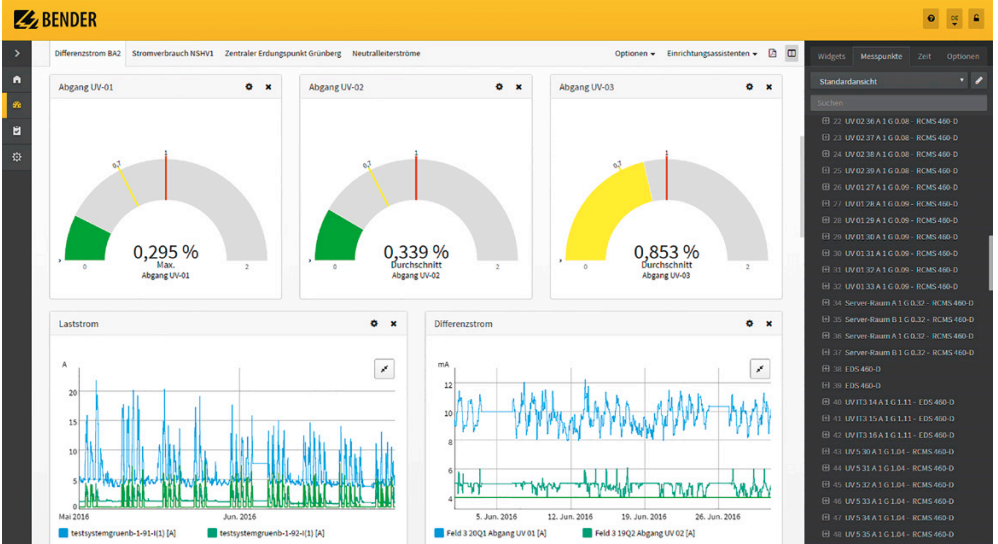 BENDER
DE
Differenzstrom BA2 Stromverbrauch NSHV1 Zentraler Erdungspunkt Grünberg Neutralleiterströme Optionen Einrichtungsassistenten
Widgets Messpunkte Zeit Optionen
Standardansicht
Suchen
Abgang UV-01
0,7
1
0
2
0,295 %
Max.
Abgang UV-01
Abgang UV-02
0,7
1
0
2
0,339 %
Durchschnitt
Abgang UV-02
Abgang UV-03
0,7
1
0
2
0,853 %
Durchschnitt
Abgang UV-03
Laststrom
A
20
15
10
5
0
Mai 2016 Jun. 2016
testsystemgruenb-1-91-I(1) [A] testsystemgruenb-1-92-I(1) [A]
Differenzstrom
mA
12
10
8
6
4
5. Jun. 2016 12. Jun. 2016 19. Jun. 2016 26. Jun. 2016
Feld 3 20Q1 Abgang UV 01 [A] Feld 3 19Q2 Abgang UV 02 [A]
22 UV 02 36 A 1 G 0.08 - RCMS 460-D
23 UV 02 37 A 1 G 0.08 - RCMS 460-D
24 UV 02 38 A 1 G 0.08 - RCMS 460-D
25 UV 02 39 A 1 G 0.08 - RCMS 460-D
26 UV 01 27 A 1 G 0.09 - RCMS 460-D
27 UV 01 28 A 1 G 0.09 - RCMS 460-D
28 UV 01 29 A 1 G 0.09 - RCMS 460-D
29 UV 01 30 A 1 G 0.09 - RCMS 460-D
30 UV 01 31 A 1 G 0.09 - RCMS 460-D
31 UV 01 32 A 1 G 0.09 - RCMS 460-D
32 UV 01 33 A 1 G 0.09 - RCMS 460-D
34 Server-Raum A 1 G 0.32 - RCMS 460-D
35 Server-Raum B 1 G 0.32 - RCMS 460-D
36 Server-Raum A 1 G 0.32 - RCMS 460-D
37 Server-Raum B 1 G 0.32 - RCMS 460-D
38 EDS 460-D
39 EDS 460-D
40 UV IT3 14 A 1 G 1.11 - EDS 460-D
41 UV IT3 15 A 1 G 1.11 - EDS 460-D
42 UV IT3 16 A 1 G 1.11 - EDS 460-D
43 UV 5 30 A 1 G 1.04 - RCMS 460-D
44 UV 5 31 A 1 G 1.04 - RCMS 460-D
45 UV 5 32 A 1 G 1.04 - RCMS 460-D
46 UV 5 33 A 1 G 1.04 - RCMS 460-D
47 UV 5 34 A 1 G 1.04 - RCMS 460-D
48 UV 5 35 A 1 G 1.04 - RCMS 460-D